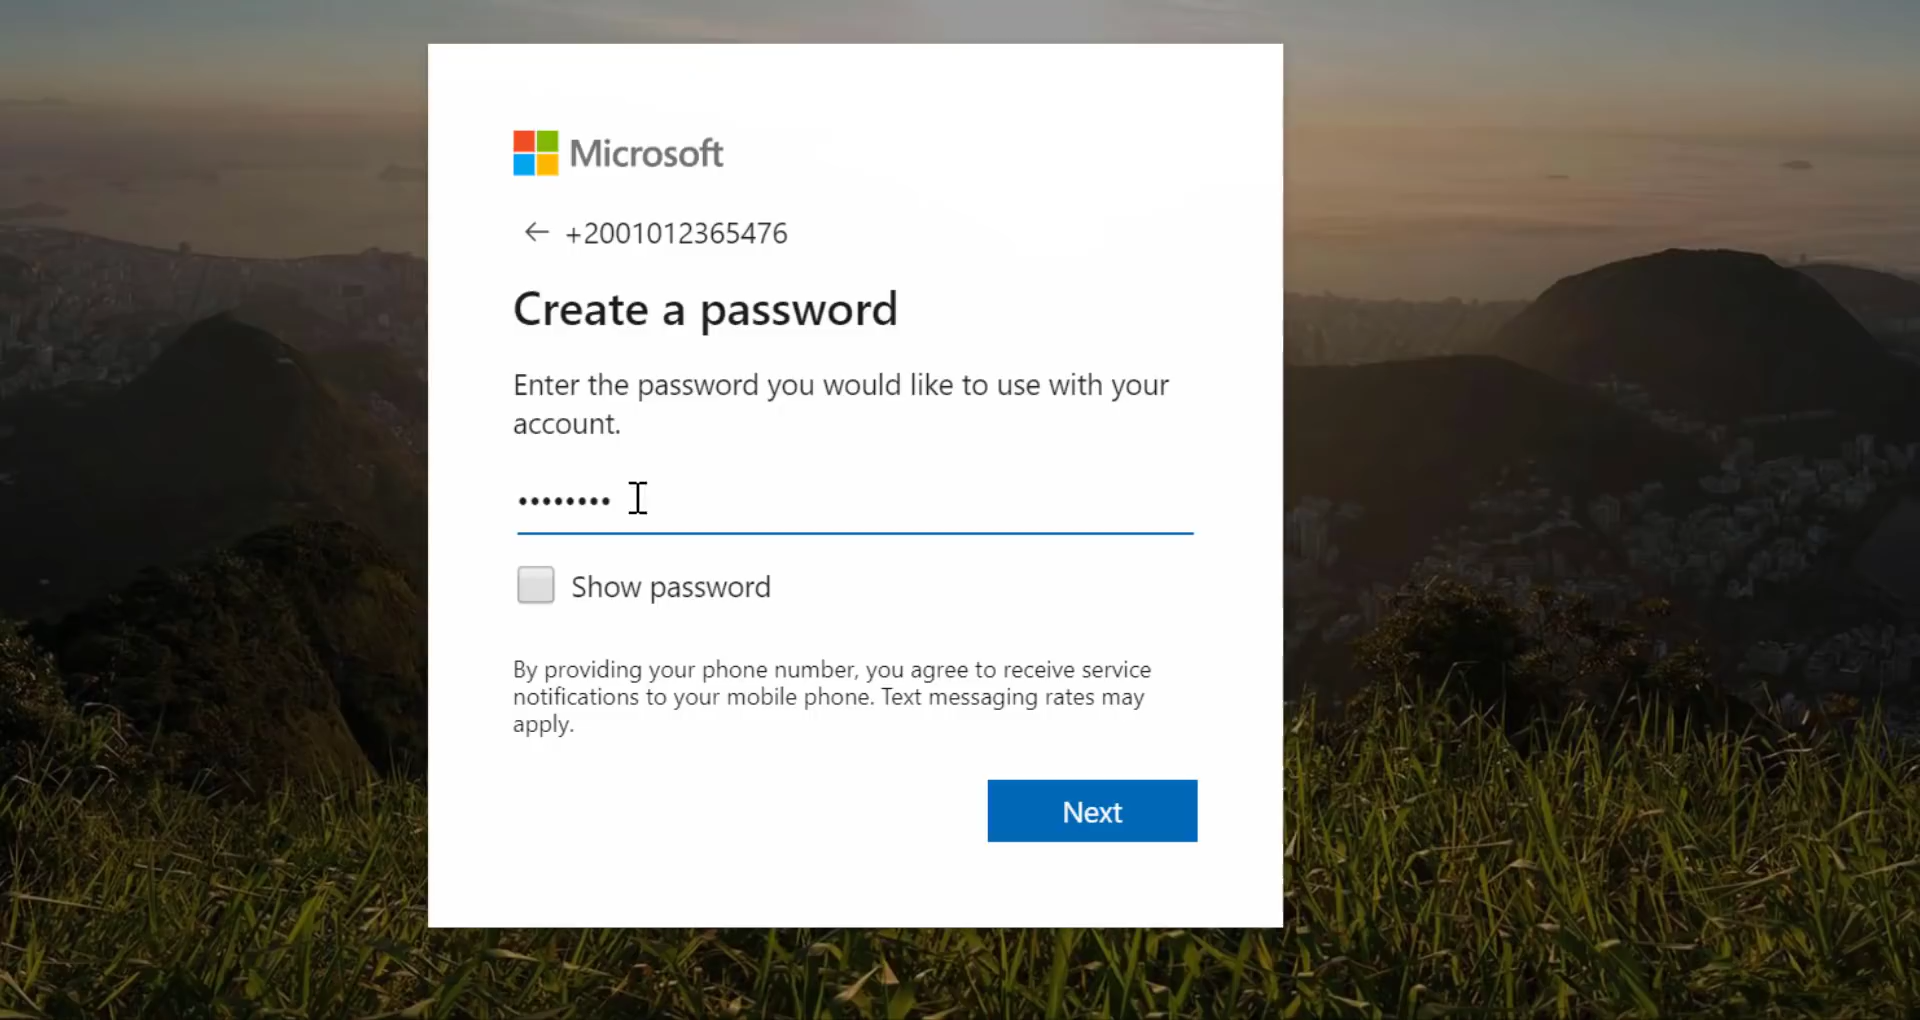 Microsoft
← +2001012365476
Create a password
Enter the password you would like to use with your
account.
••••••••
Show password
By providing your phone number, you agree to receive service
notifications to your mobile phone. Text messaging rates may
apply.
Next